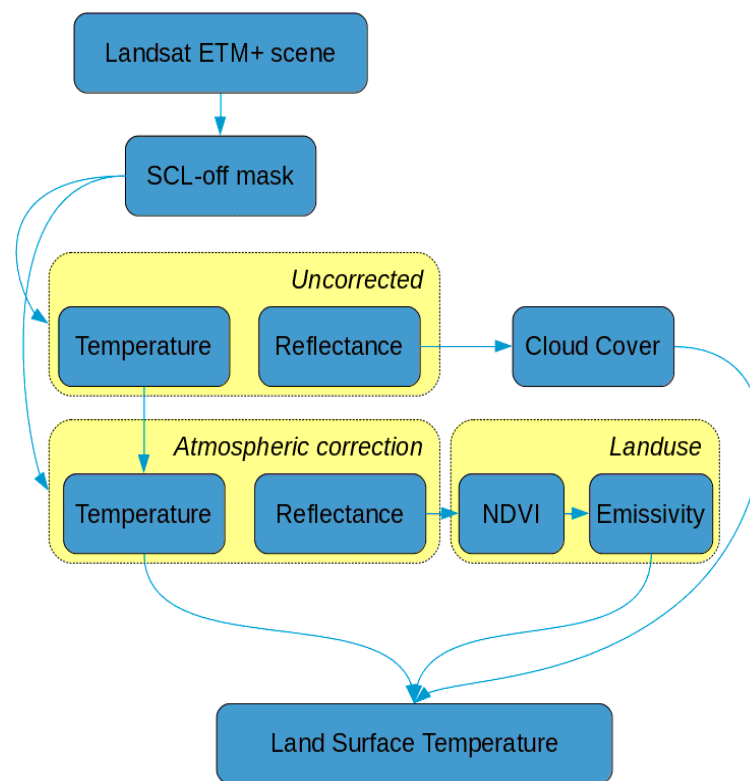 Landsat ETM+ scene
SCL-off mask
Uncorrected
Temperature
Reflectance
Cloud Cover
Atmospheric correction
Landuse
Temperature
Reflectance
NDVI
Emissivity
Land Surface Temperature